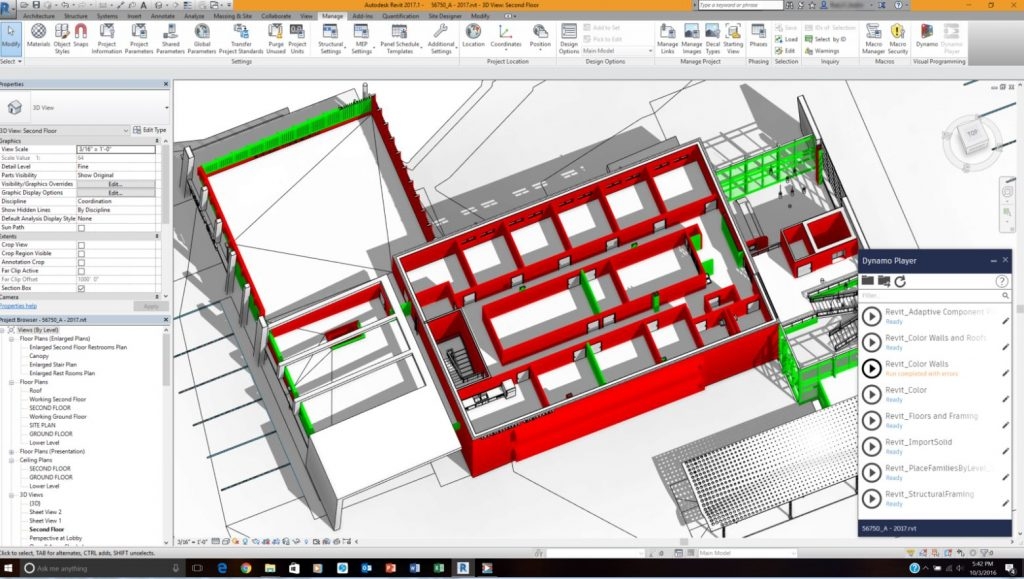 Autodesk Revit 2017.1 - 56750_A - 2017.rvt - 3D View: Second Floor
Type a keyword or phrase
Architecture Structure Systems Insert Annotate Analyze Massing & Site Collaborate View Manage Add-Ins Quantification Site Designer Modify
Modify
Materials
Object Styles
Snaps
Project Information
Project Parameters
Shared Parameters
Global Parameters
Transfer Project Standards
Purge Unused
Project Units
Structural Settings
MEP Settings
Panel Schedule Templates
Additional Settings
Location
Coordinates
Position
Design Options
Add to Set
Pick to Edit
Main Model
Manage Links
Manage Images
Decal Types
Starting View
Phases
Save
Load
Edit
IDs of Selection
Select by ID
Warnings
Macro Manager
Macro Security
Dynamo
Dynamo Player
Select
Settings
Project Location
Design Options
Manage Project
Phasing
Selection
Inquiry
Macros
Visual Programming
Properties
3D View
3D View: Second Floor
Edit Type
Graphics
View Scale 3/16" = 1'-0"
Scale Value 1: 64
Detail Level Fine
Parts Visibility Show Original
Visibility/Graphics Overrides Edit...
Graphic Display Options Edit...
Discipline Coordination
Show Hidden Lines By Discipline
Default Analysis Display Style None
Sun Path
Extents
Crop View
Crop Region Visible
Annotation Crop
Far Clip Active
Far Clip Offset 1000' 0"
Section Box
Camera
Properties help
Apply
Project Browser - 56750_A - 2017.rvt
Views (By Level)
Floor Plans (Enlarged Plans)
Enlarged Second Floor Restrooms Plan
Canopy
Enlarged Stair Plan
Enlarged Rest Rooms Plan
Floor Plans
Roof
Working Second Floor
SECOND FLOOR
Working Ground Floor
SITE PLAN
GROUND FLOOR
Lower Level
Floor Plans (Presentation)
Ceiling Plans
SECOND FLOOR
GROUND FLOOR
Lower Level
3D Views
{3D}
Sheet View 2
Sheet View 1
Second Floor
Perspective at Lobby
TOP
Dynamo Player
?
Filter
Revit_Adaptive Component
Ready
Revit_Color Walls and Roofs
Ready
Revit_Color Walls
Run completed with errors
Revit_Color
Ready
Revit_Floors and Framing
Ready
Revit_ImportSolid
Ready
Revit_PlaceFamiliesByLevel
Ready
Revit_StructuralFraming
Ready
56750_A - 2017.rvt
3/16" = 1'-0"
Click to select, TAB for alternates, CTRL adds, SHIFT unselects.
Main Model
Ask me anything
5:42 PM
10/3/2016